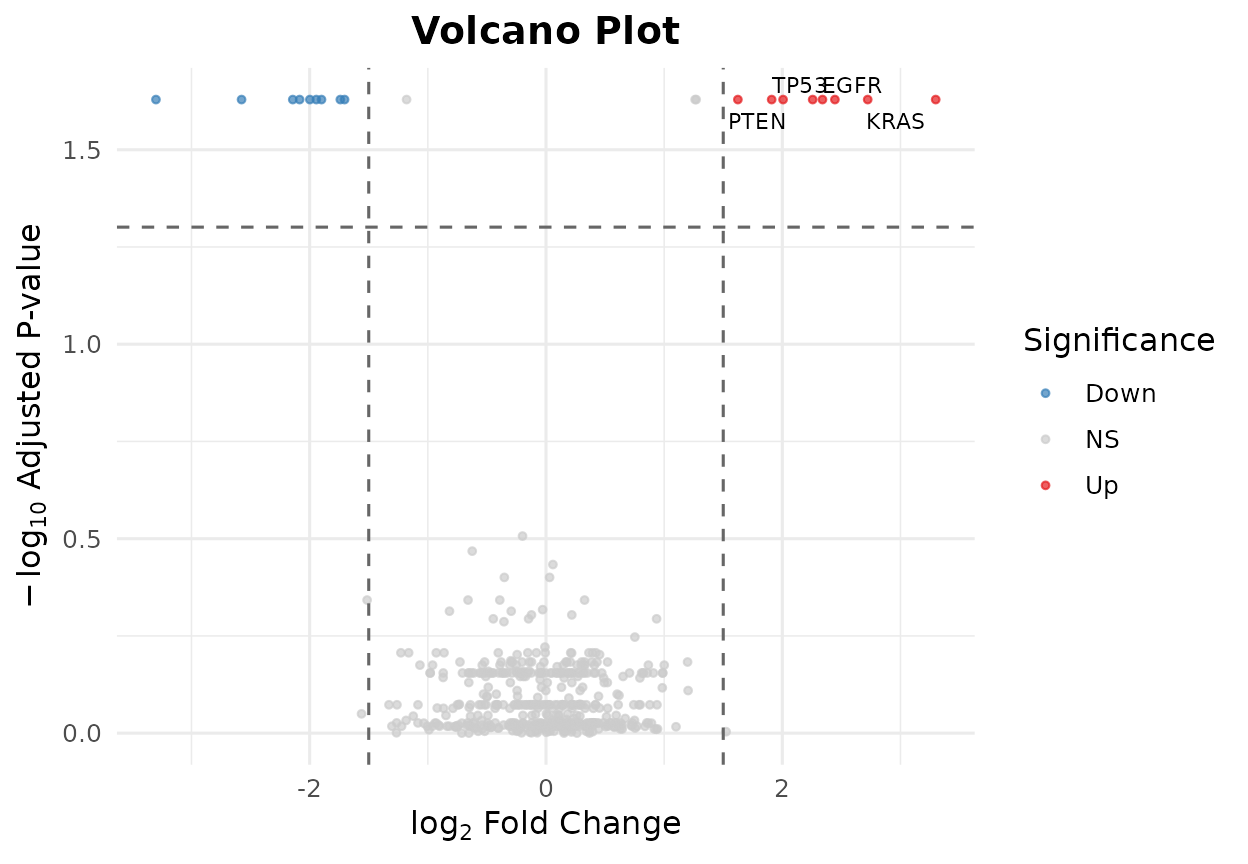 Volcano Plot
TP53
EGFR
PTEN
KRAS
1.5
1.0
0.5
0.0
− log10 Adjusted P-value
-2
0
2
log2 Fold Change
Significance
Down
NS
Up